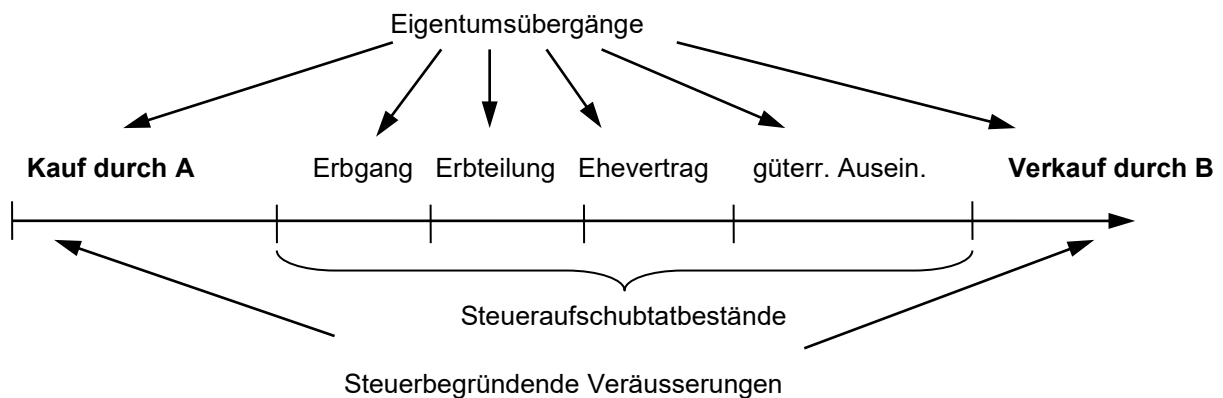 Eigentumsübergänge
Kauf durch A Erbgang Erbteilung Ehevertrag güterr. Ausein. Verkauf durch B
Steueraufschubtatbestände
Steuerbegründende Veräusserungen